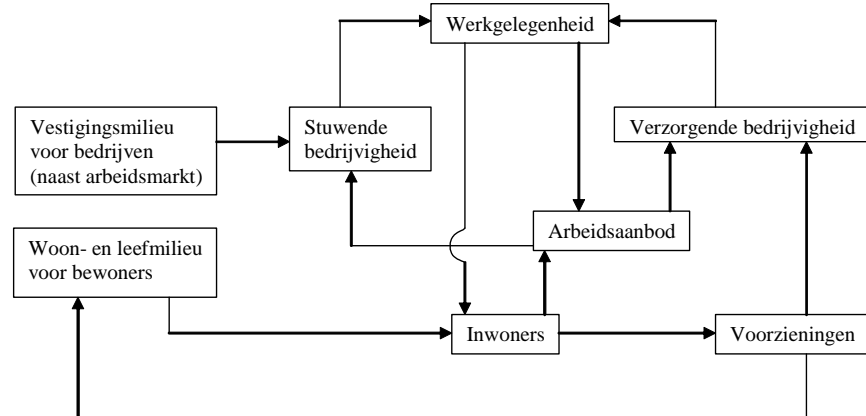 Werkgelegenheid
Vestigingsmilieu
voor bedrijven
(naast arbeidsmarkt)
Stuwende
bedrijvigheid
Verzorgende bedrijvigheid
Arbeidsaanbod
Woon- en leefmilieu
voor bewoners
Inwoners
Voorzieningen